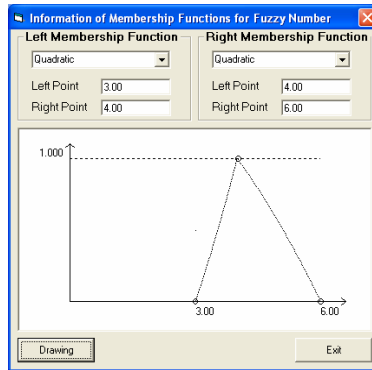 Information of Membership Functions for Fuzzy Number
Left Membership Function
Quadratic
Left Point 3.00
Right Point 4.00
Right Membership Function
Quadratic
Left Point 4.00
Right Point 6.00
1.000
3.00 6.00
Drawing Exit